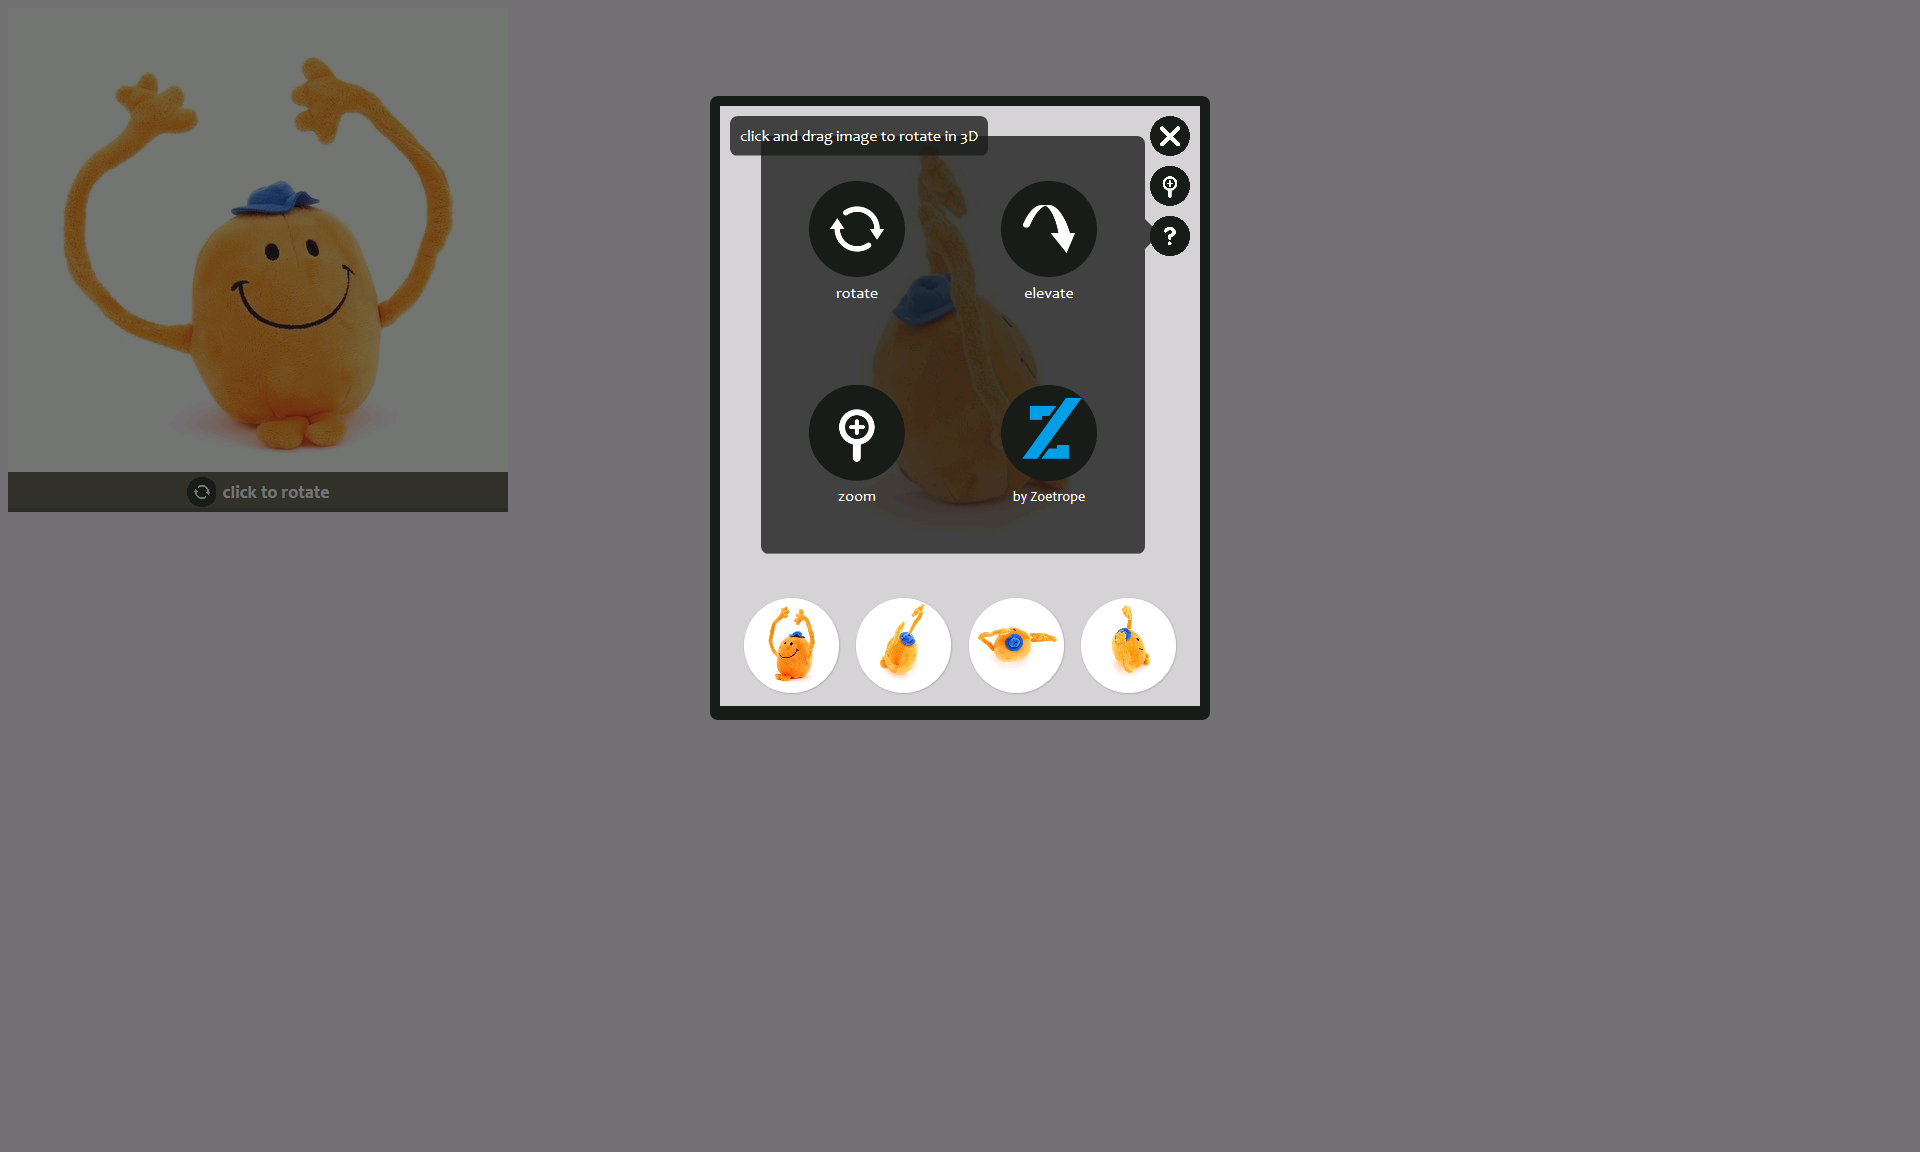 click and drag image to rotate in 3D
rotate
elevate
zoom
by Zoetrope
click to rotate